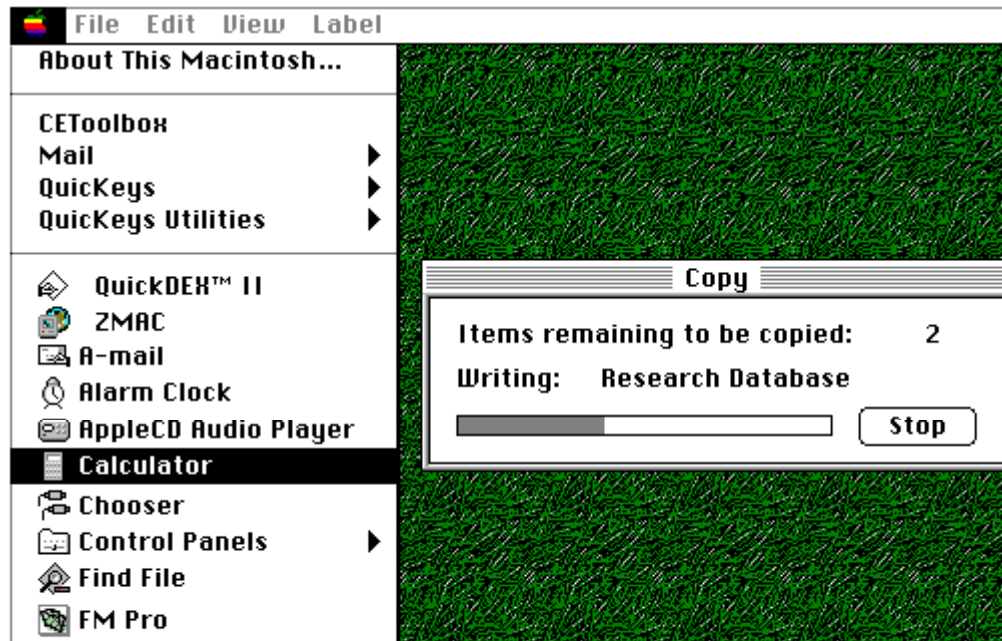 File Edit View Label
About This Macintosh...
CEToolbox
Mail
QuicKeys
QuicKeys Utilities
QuickDEX™ II
ZMAC
A-mail
Alarm Clock
AppleCD Audio Player
Calculator
Chooser
Control Panels
Find File
FM Pro
Copy
Items remaining to be copied: 2
Writing: Research Database
Stop